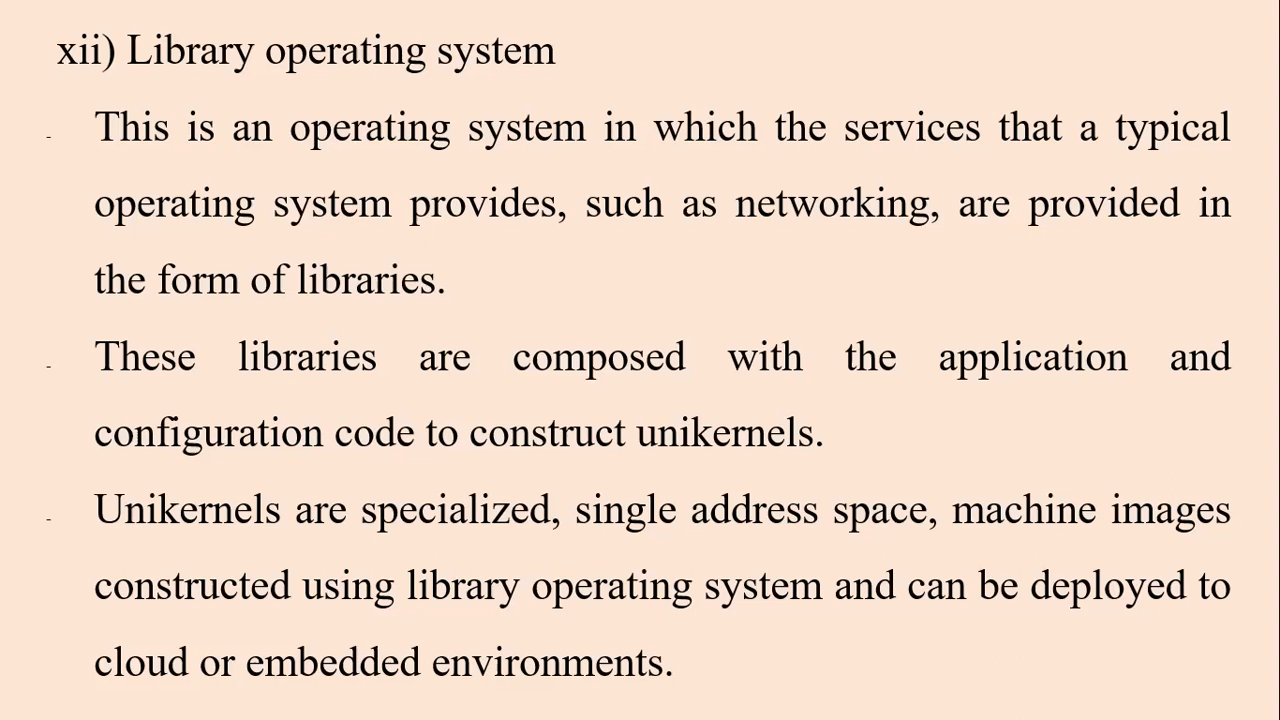 xii) Library operating system
- This is an operating system in which the services that a typical
operating system provides, such as networking, are provided in
the form of libraries.
- These libraries are composed with the application and
configuration code to construct unikernels.
- Unikernels are specialized, single address space, machine images
constructed using library operating system and can be deployed to
cloud or embedded environments.